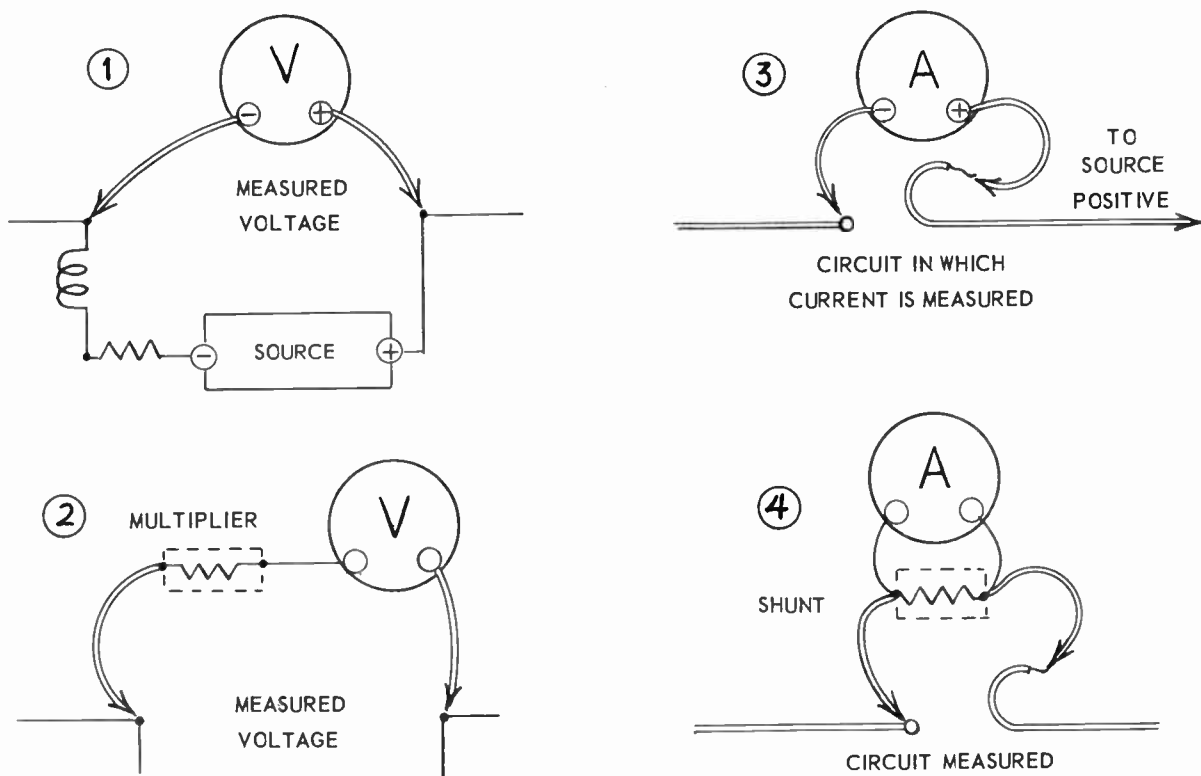 1
V
-
+
MEASURED
VOLTAGE
-
SOURCE
+
2
MULTIPLIER
V
MEASURED
VOLTAGE
3
A
-
+
TO
SOURCE
POSITIVE
CIRCUIT IN WHICH
CURRENT IS MEASURED
4
A
SHUNT
CIRCUIT MEASURED